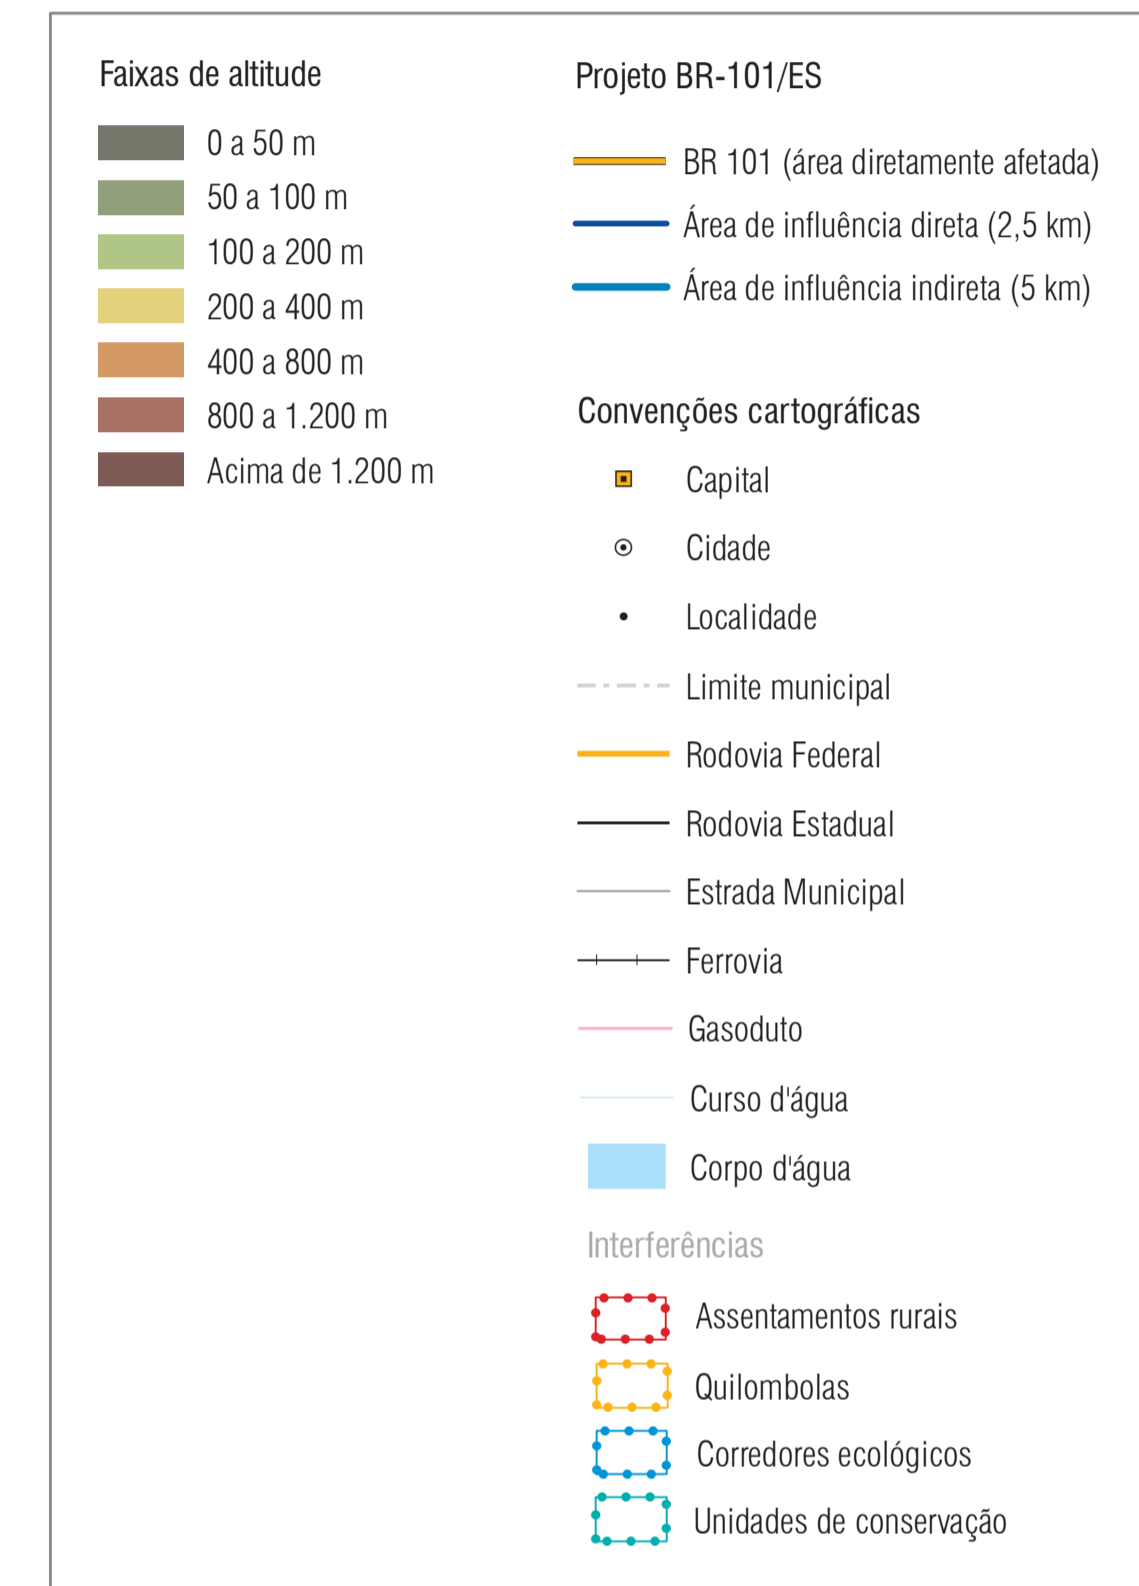 Faixas de altitude
0 a 50 m
50 a 100 m
100 a 200 m
200 a 400 m
400 a 800 m
800 a 1.200 m
Acima de 1.200 m
Projeto BR-101/ES
BR 101 (área diretamente afetada)
Área de influência direta (2,5 km)
Área de influência indireta (5 km)
Convenções cartográficas
Capital
Cidade
Localidade
Limite municipal
Rodovia Federal
Rodovia Estadual
Estrada Municipal
Ferrovia
Gasoduto
Curso d'água
Corpo d'água
Interferências
Assentamentos rurais
Quilombolas
Corredores ecológicos
Unidades de conservação